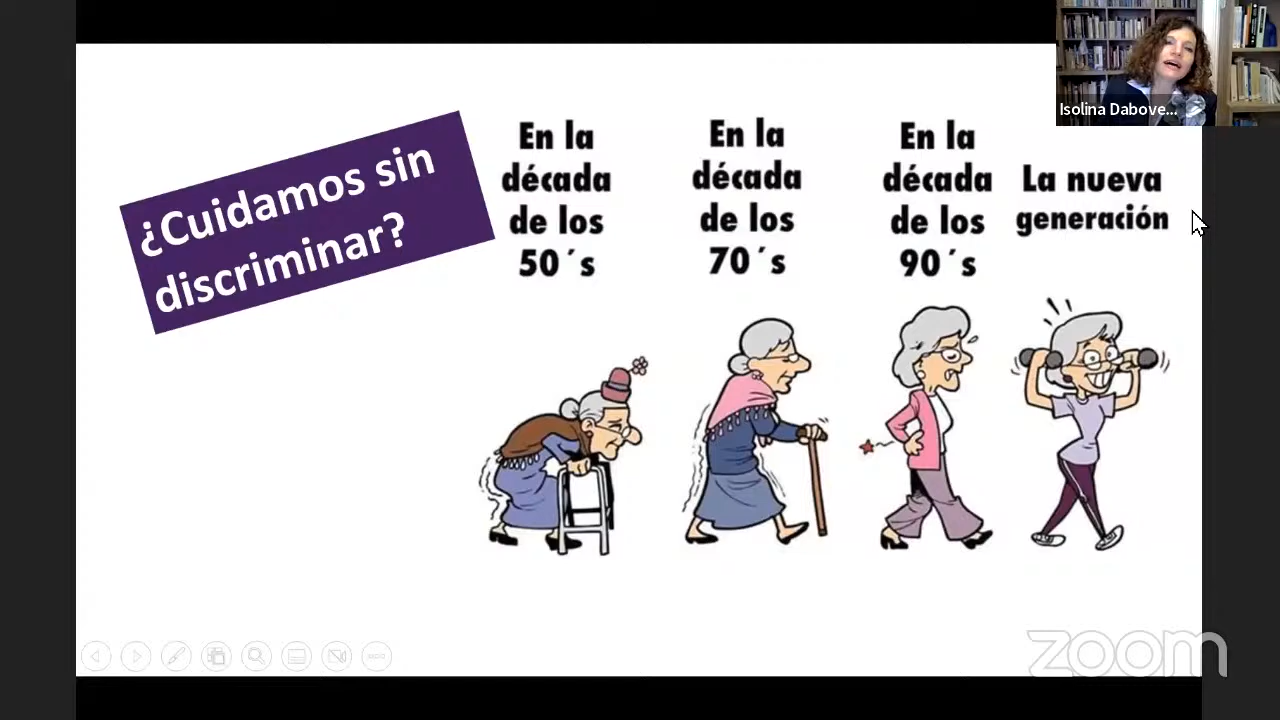 Isolina Dabove...
¿Cuidamos sin
discriminar?
En la
década
de los
50´s
En la
década
de los
70´s
En la
década
de los
90´s
La nueva
generación
zoom